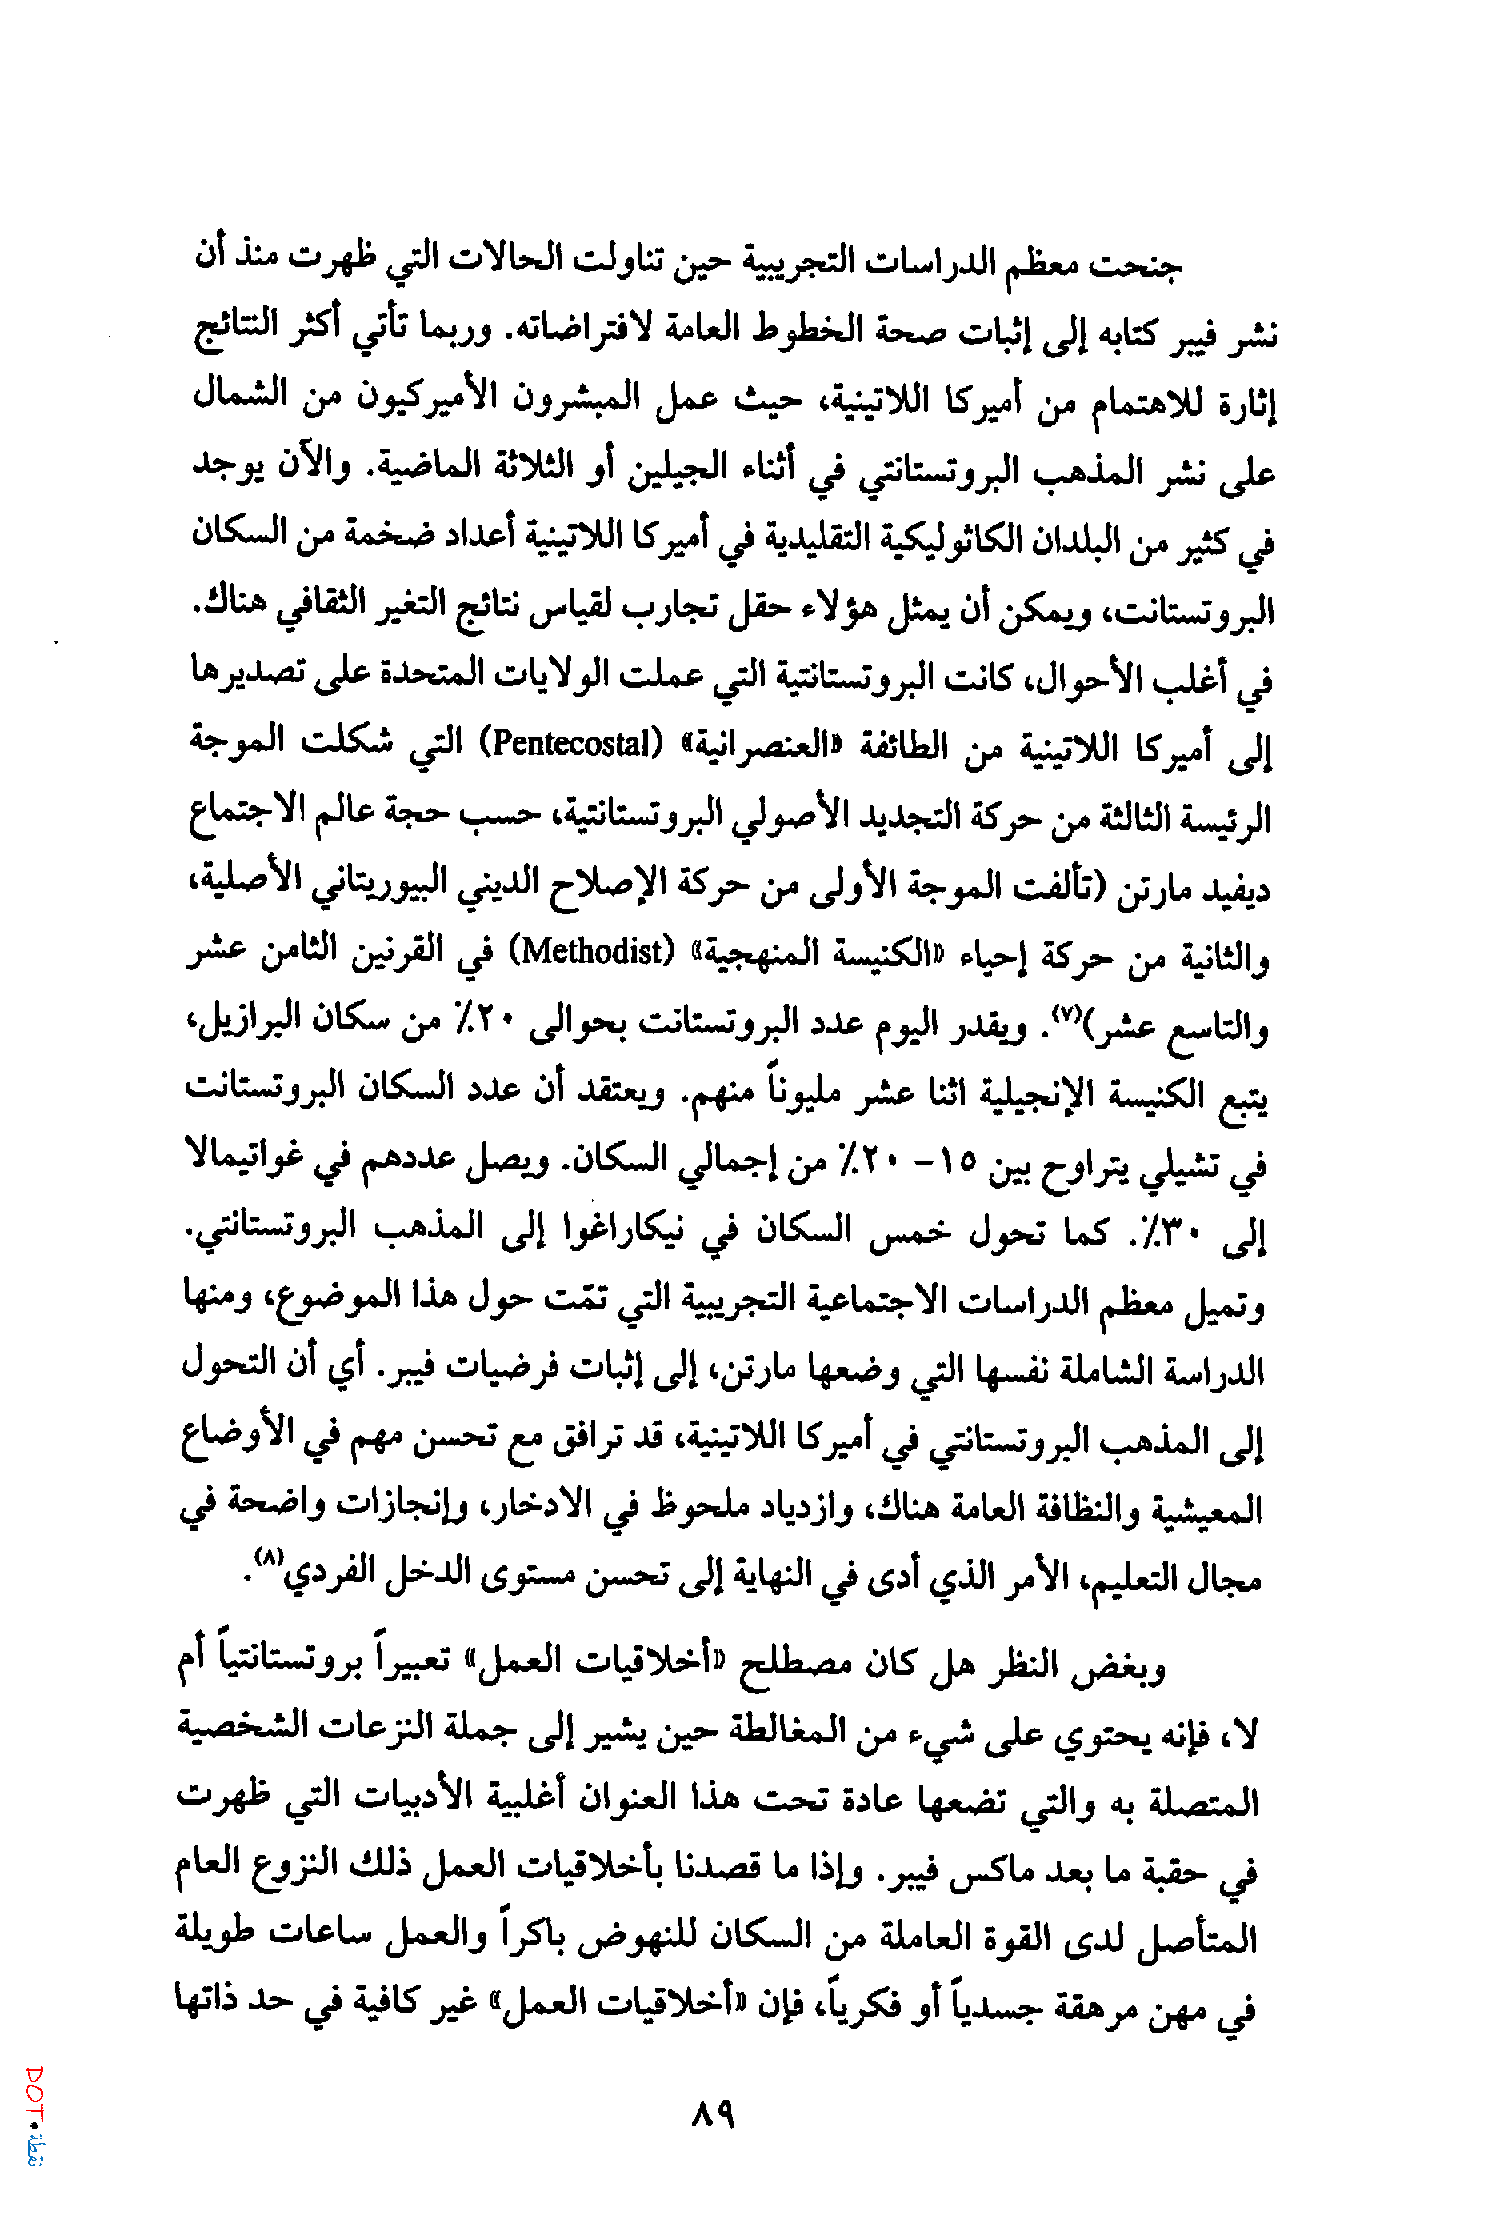 جنحت معظم الدراسات التجريبية حين تناولت الحالات التي ظهرت منذ أن
نشر فيبر كتابه إلى إثبات صحة الخطوط العامة لافتراضاته. وربما تأتي أكثر النتائج
إثارة للاهتمام من أميركا اللاتينية، حيث عمل المبشرون الأميركيون من الشمال
على نشر المذهب البروتستانتي في أثناء الجيلين أو الثلاثة الماضية. والآن يوجد
في كثير من البلدان الكاثوليكية التقليدية في أميركا اللاتينية أعداد ضخمة من السكان
البروتستانت، ويمكن أن يمثل هؤلاء حقل تجارب لقياس نتائج التغير الثقافي هناك.
في أغلب الأحوال، كانت البروتستانتية التي عملت الولايات المتحدة على تصديرها
إلى أميركا اللاتينية من الطائفة «العنصرانية» (Pentecostal) التي شكلت الموجة
الرئيسة الثالثة من حركة التجديد الأصولي البروتستانتية، حسب حجة عالم الاجتماع
ديفيد مارتن (تألفت الموجة الأولى من حركة الإصلاح الديني البيوريتاني الأصلية،
والثانية من حركة إحياء «الكنيسة المنهجية» (Methodist) في القرنين الثامن عشر
والتاسع عشر)(٧). ويقدر اليوم عدد البروتستانت بحوالى ٢٠٪ من سكان البرازيل،
يتبع الكنيسة الإنجيلية اثنا عشر مليوناً منهم. ويعتقد أن عدد السكان البروتستانت
في تشيلي يتراوح بين ١٥ - ٢٠٪ من إجمالي السكان. ويصل عددهم في غواتيمالا
إلى ٣٠٪. كما تحول خمس السكان في نيكاراغوا إلى المذهب البروتستانتي.
وتميل معظم الدراسات الاجتماعية التجريبية التي تمّت حول هذا الموضوع، ومنها
الدراسة الشاملة نفسها التي وضعها مارتن، إلى إثبات فرضيات فيبر. أي أن التحول
إلى المذهب البروتستانتي في أميركا اللاتينية، قد ترافق مع تحسن مهم في الأوضاع
المعيشية والنظافة العامة هناك، وازدياد ملحوظ في الادخار، وإنجازات واضحة في
مجال التعليم، الأمر الذي أدى في النهاية إلى تحسن مستوى الدخل الفردي(٨).
وبغض النظر هل كان مصطلح «أخلاقيات العمل» تعبيراً بروتستانتياً أم
لا، فإنه يحتوي على شيء من المغالطة حين يشير إلى جملة النزعات الشخصية
المتصلة به والتي تضعها عادة تحت هذا العنوان أغلبية الأدبيات التي ظهرت
في حقبة ما بعد ماكس فيبر. وإذا ما قصدنا بأخلاقيات العمل ذلك النزوع العام
المتأصل لدى القوة العاملة من السكان للنهوض باكراً والعمل ساعات طويلة
في مهن مرهقة جسدياً أو فكرياً، فإن «أخلاقيات العمل» غير كافية في حد ذاتها
٨٩
DOT • نقطة